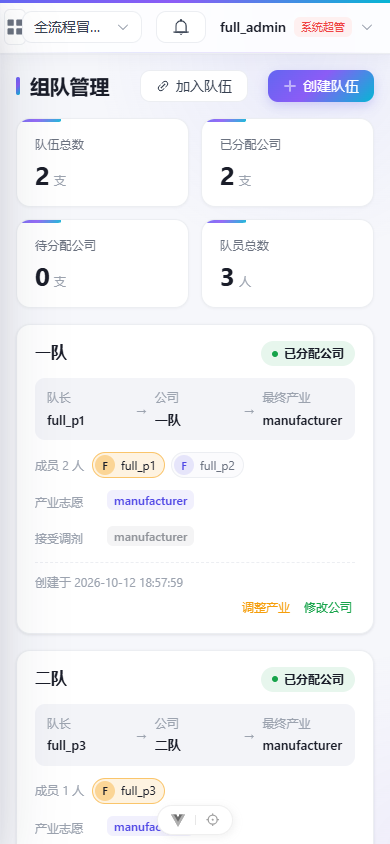 全流程冒... full_admin 系统超管
组队管理 加入队伍 创建队伍
队伍总数 已分配公司
2 支 2 支
待分配公司 队员总数
0 支 3 人
一队 已分配公司
队长 公司 最终产业
full_p1 → 一队 → manufacturer
成员 2 人 F full_p1 F full_p2
产业志愿 manufacturer
接受调剂 manufacturer
创建于 2026-10-12 18:57:59
调整产业 修改公司
二队 已分配公司
队长 公司 最终产业
full_p3 → 二队 → manufacturer
成员 1 人 F full_p3
产业志愿